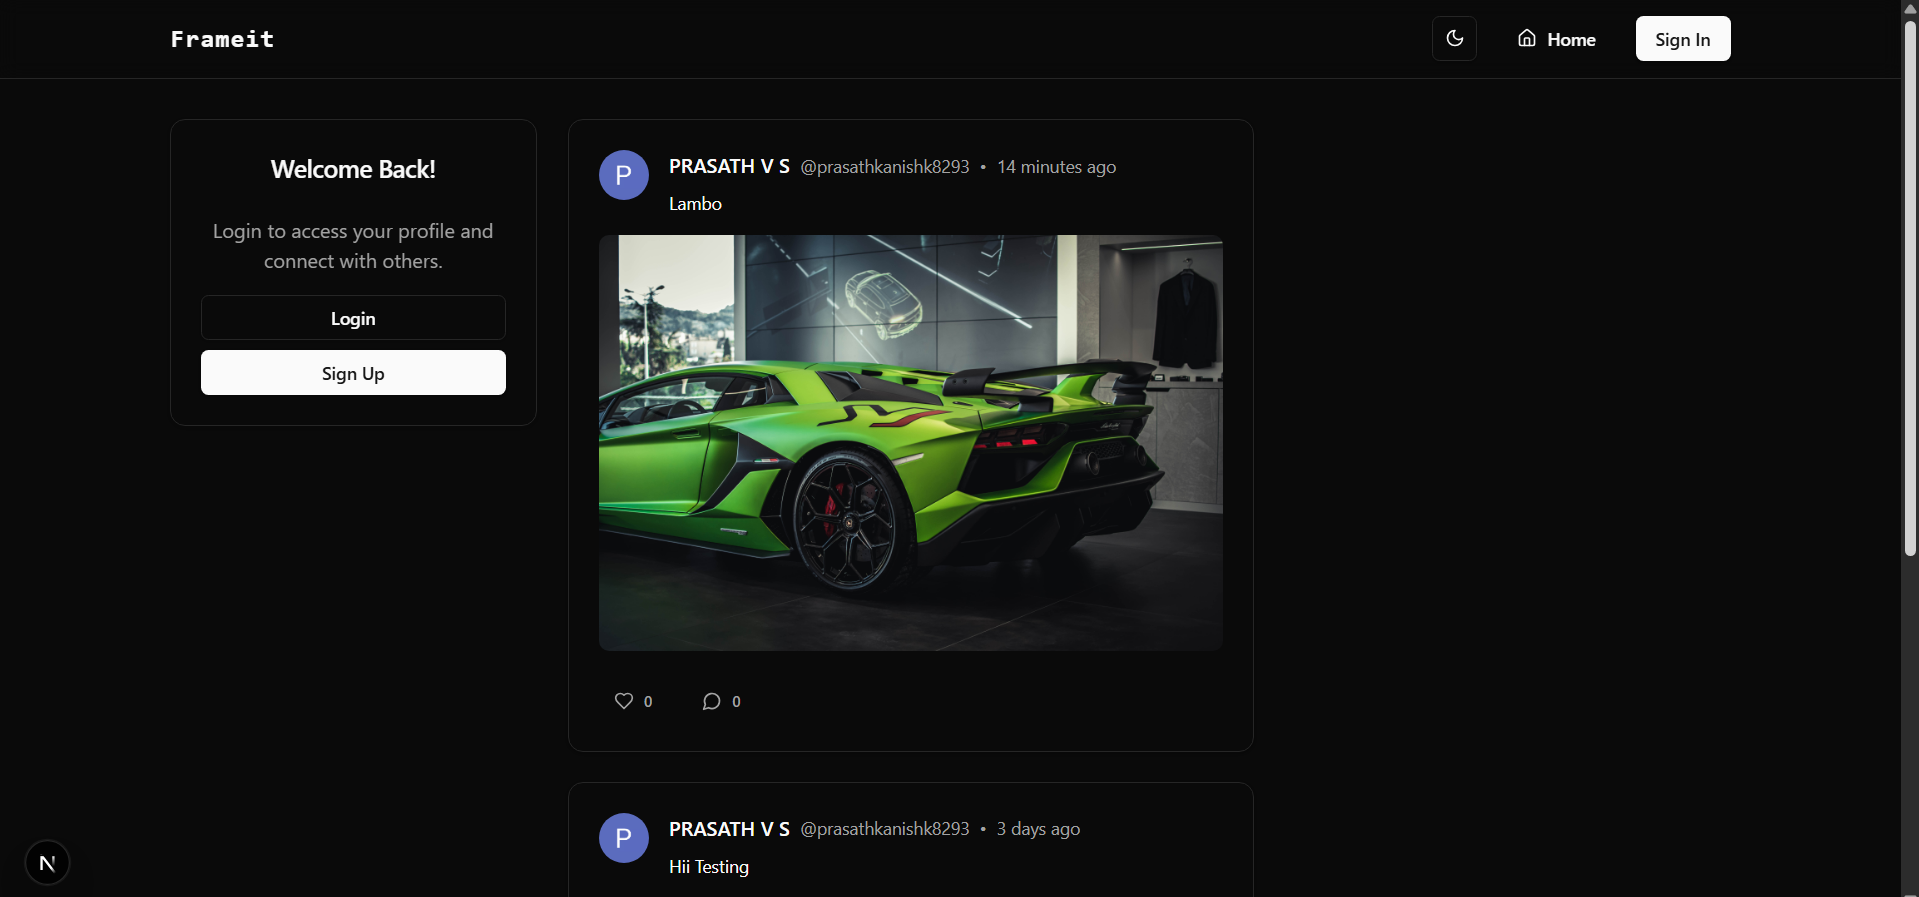 Frameit
Home
Sign In
Welcome Back!
Login to access your profile and
connect with others.
Login
Sign Up
PRASATH V S @prasathkanishk8293 • 14 minutes ago
Lambo
0
0
PRASATH V S @prasathkanishk8293 • 3 days ago
Hii Testing
N